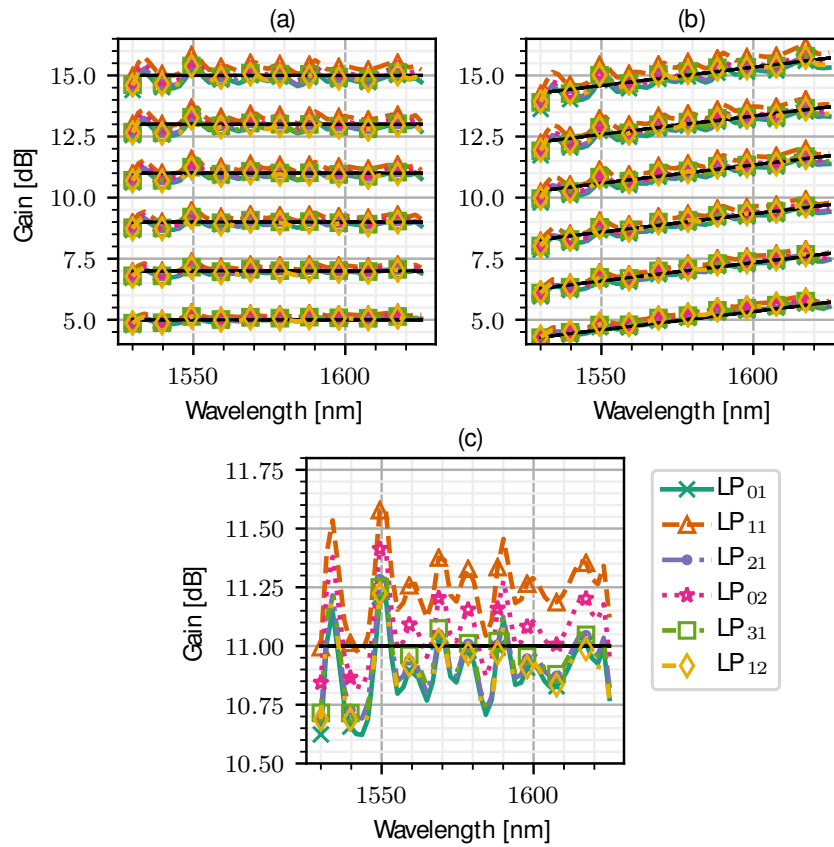 (a)
(b)
15.0
12.5
10.0
7.5
5.0
Gain [dB]
1550
1600
Wavelength [nm]
15.0
12.5
10.0
7.5
5.0
1550
1600
Wavelength [nm]
(c)
11.75
11.50
11.25
11.00
10.75
10.50
Gain [dB]
1550
1600
Wavelength [nm]
LP01
LP11
LP21
LP02
LP31
LP12